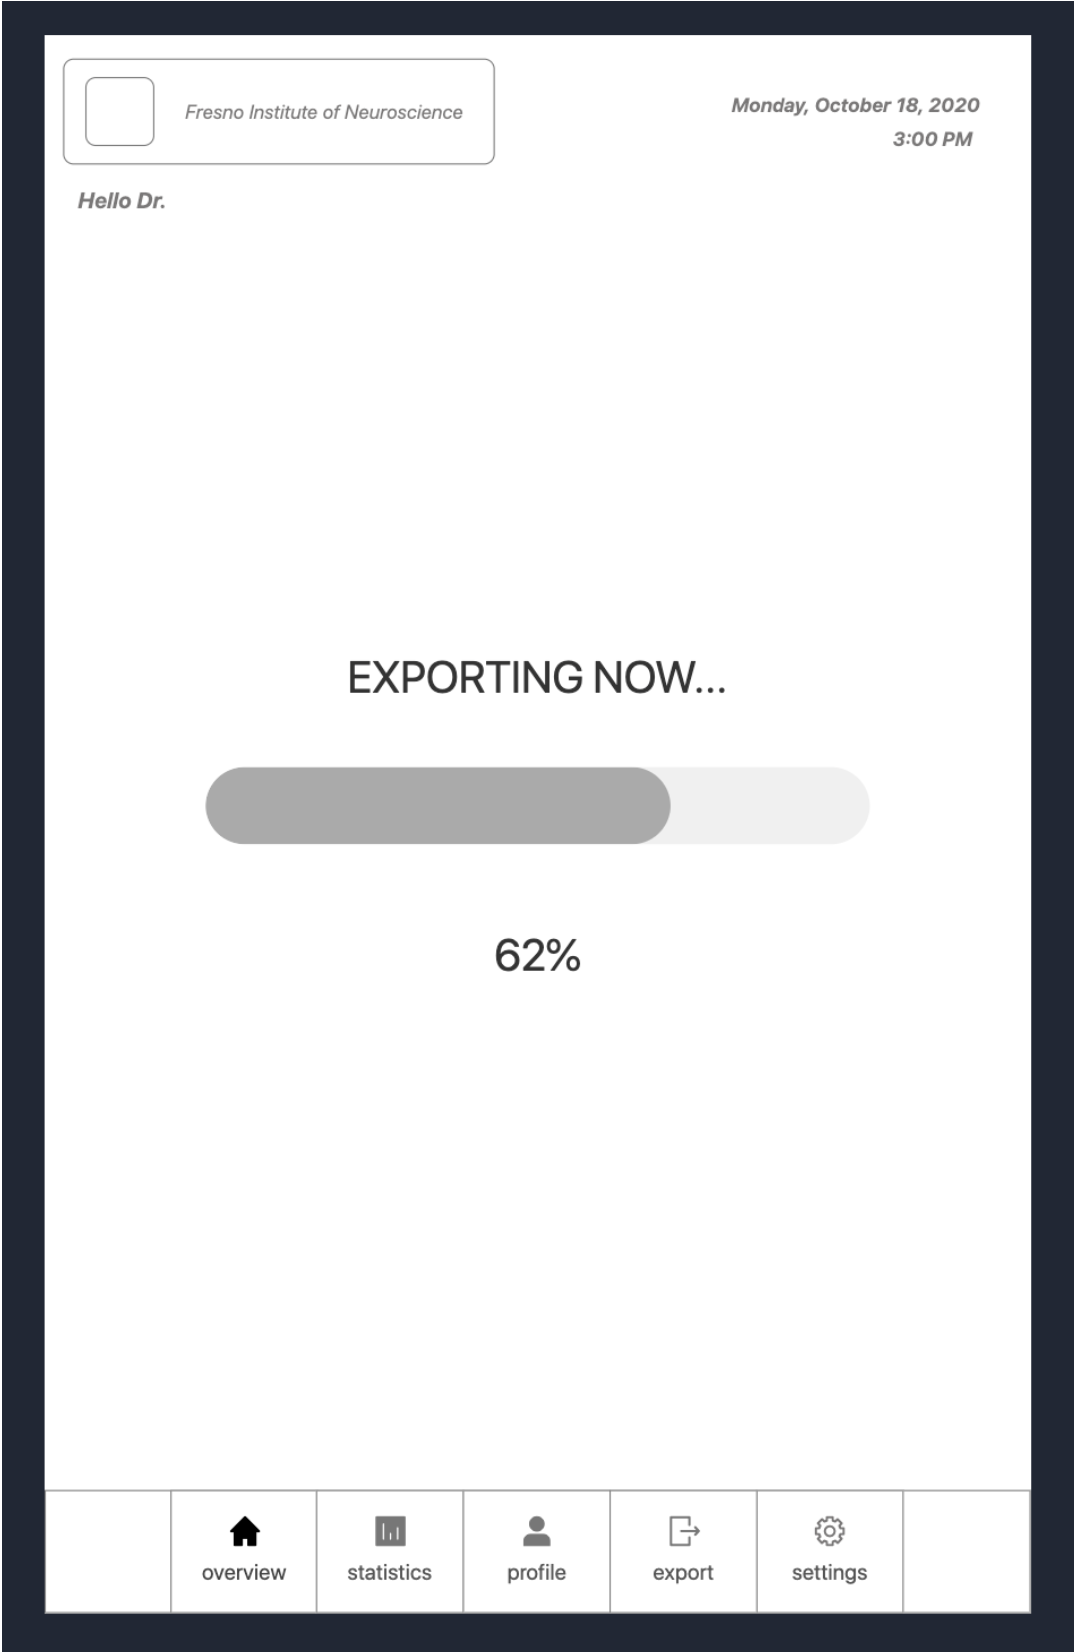 Fresno Institute of Neuroscience
Monday, October 18, 2020
3:00 PM
Hello Dr.
EXPORTING NOW...
62%
overview
statistics
profile
export
settings